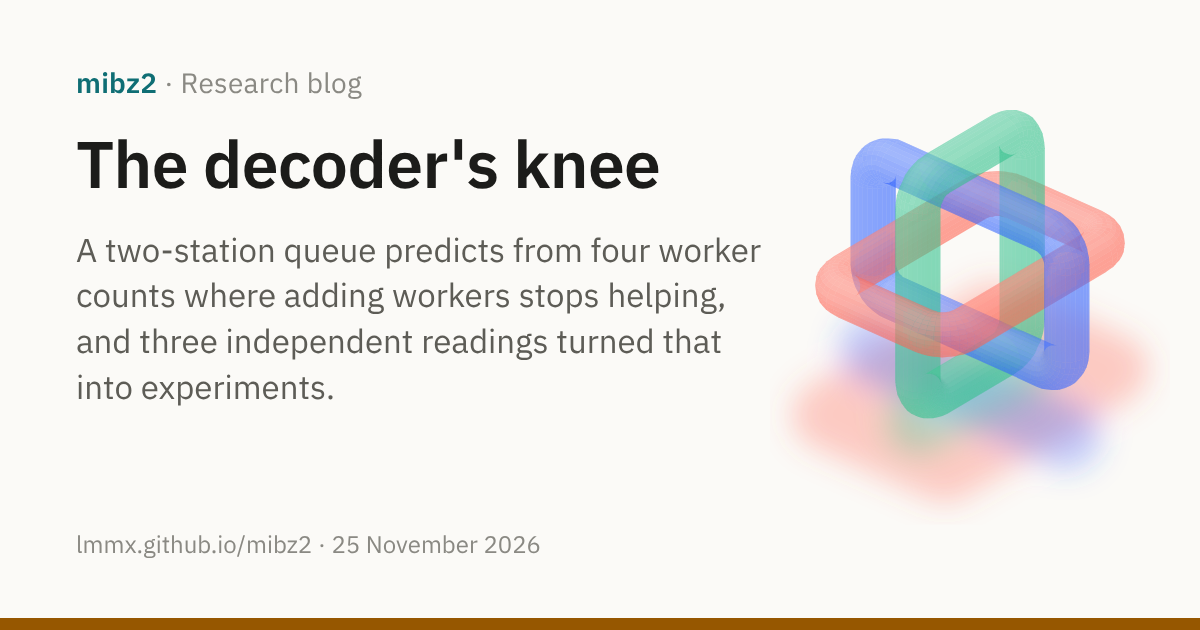 mibz2 · Research blog
The decoder's knee
A two-station queue predicts from four worker
counts where adding workers stops helping,
and three independent readings turned that
into experiments.
lmmx.github.io/mibz2 · 25 November 2026